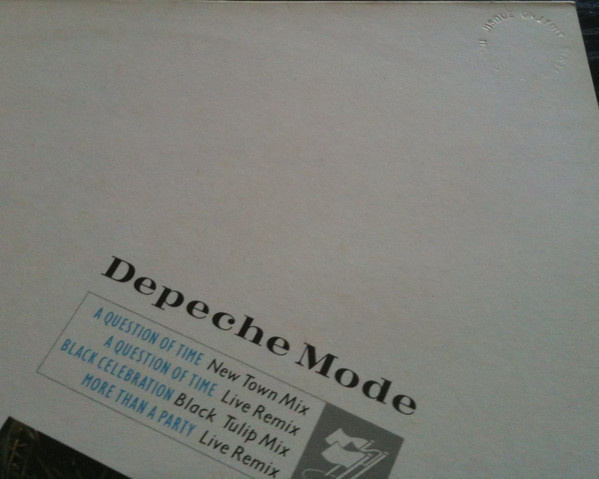 Depeche Mode
A QUESTION OF TIME New Town Mix
A QUESTION OF TIME Live Remix
BLACK CELEBRATION Black Tulip Mix
MORE THAN A PARTY Live Remix